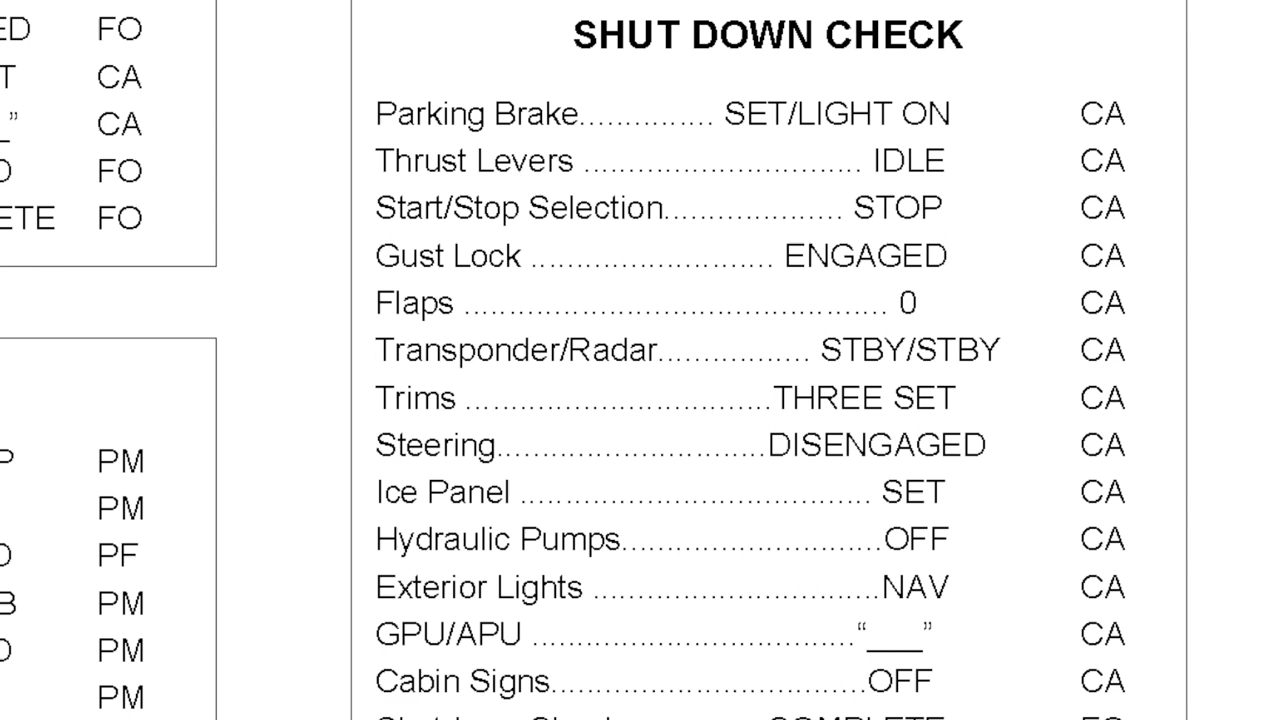 ED FO
T CA
_” CA
D FO
ETE FO
P PM
PM
D PF
B PM
D PM
PM
SHUT DOWN CHECK
Parking Brake............... SET/LIGHT ON CA
Thrust Levers ............................... IDLE CA
Start/Stop Selection.................... STOP CA
Gust Lock ........................... ENGAGED CA
Flaps ............................................... 0 CA
Transponder/Radar................. STBY/STBY CA
Trims ..................................THREE SET CA
Steering..............................DISENGAGED CA
Ice Panel ....................................... SET CA
Hydraulic Pumps.............................OFF CA
Exterior Lights ................................NAV CA
GPU/APU ....................................“___” CA
Cabin Signs...................................OFF CA
COMPLETE